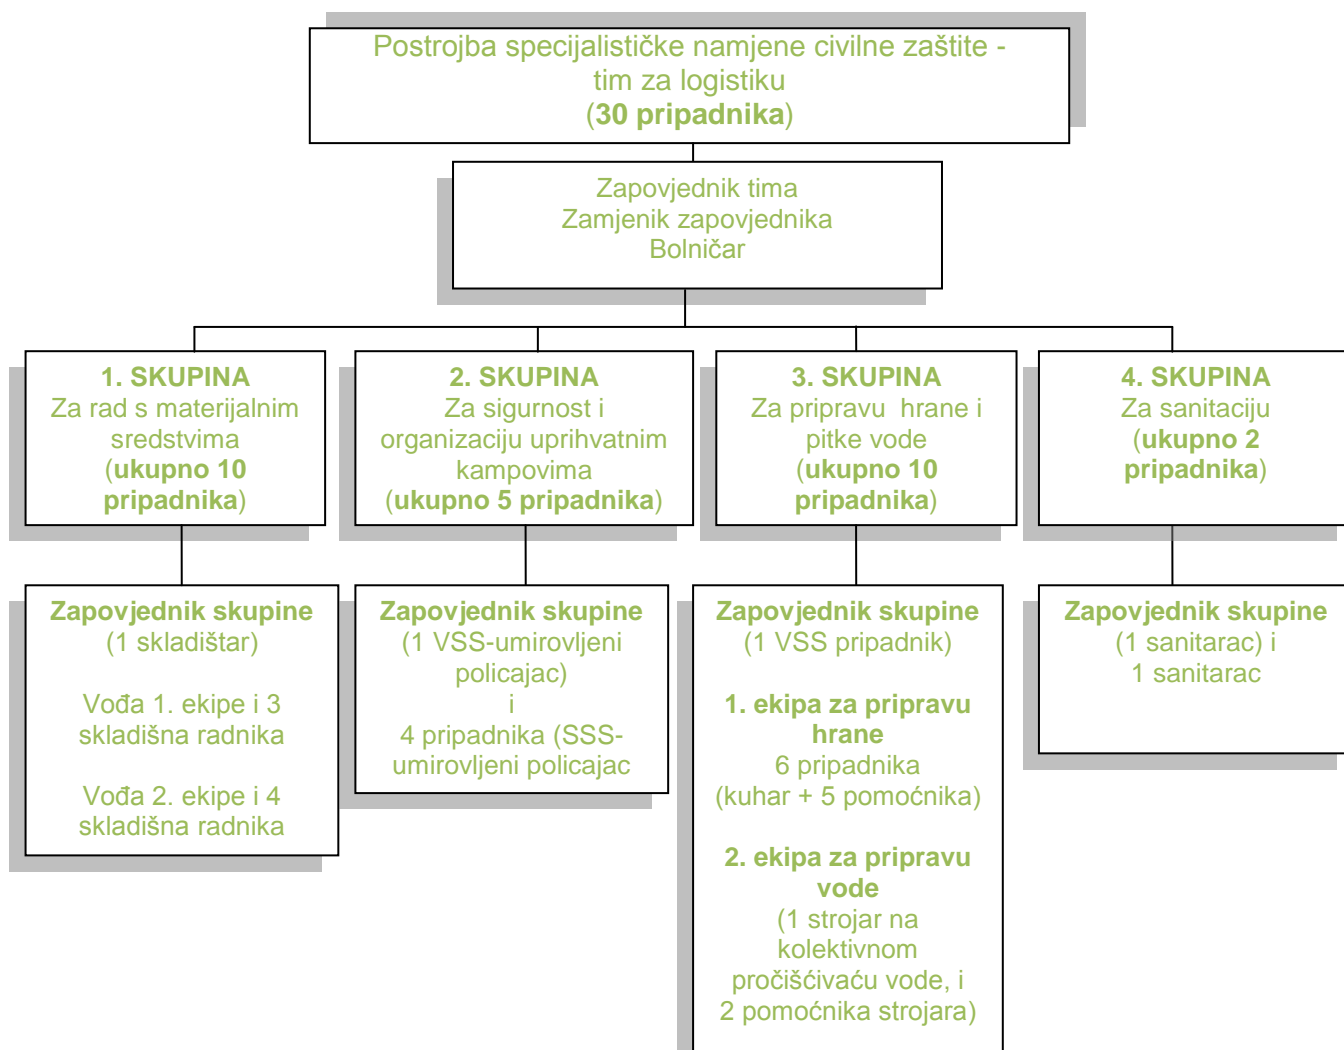 Postrojba specijalističke namjene civilne zaštite -
tim za logistiku
(30 pripadnika)
Zapovjednik tima
Zamjenik zapovjednika
Bolničar
1. SKUPINA
Za rad s materijalnim
sredstvima
(ukupno 10
pripadnika)
2. SKUPINA
Za sigurnost i
organizaciju uprihvatnim
kampovima
(ukupno 5 pripadnika)
3. SKUPINA
Za pripravu hrane i
pitke vode
(ukupno 10
pripadnika)
4. SKUPINA
Za sanitaciju
(ukupno 2
pripadnika)
Zapovjednik skupine
(1 skladištar)
Vođa 1. ekipe i 3
skladišna radnika
Vođa 2. ekipe i 4
skladišna radnika
Zapovjednik skupine
(1 VSS-umirovljeni
policajac)
i
4 pripadnika (SSS-
umirovljeni policajac
Zapovjednik skupine
(1 VSS pripadnik)
1. ekipa za pripravu
hrane
6 pripadnika
(kuhar + 5 pomoćnika)
2. ekipa za pripravu
vode
(1 strojar na
kolektivnom
pročišćivaću vode, i
2 pomoćnika strojara)
Zapovjednik skupine
(1 sanitarac) i
1 sanitarac